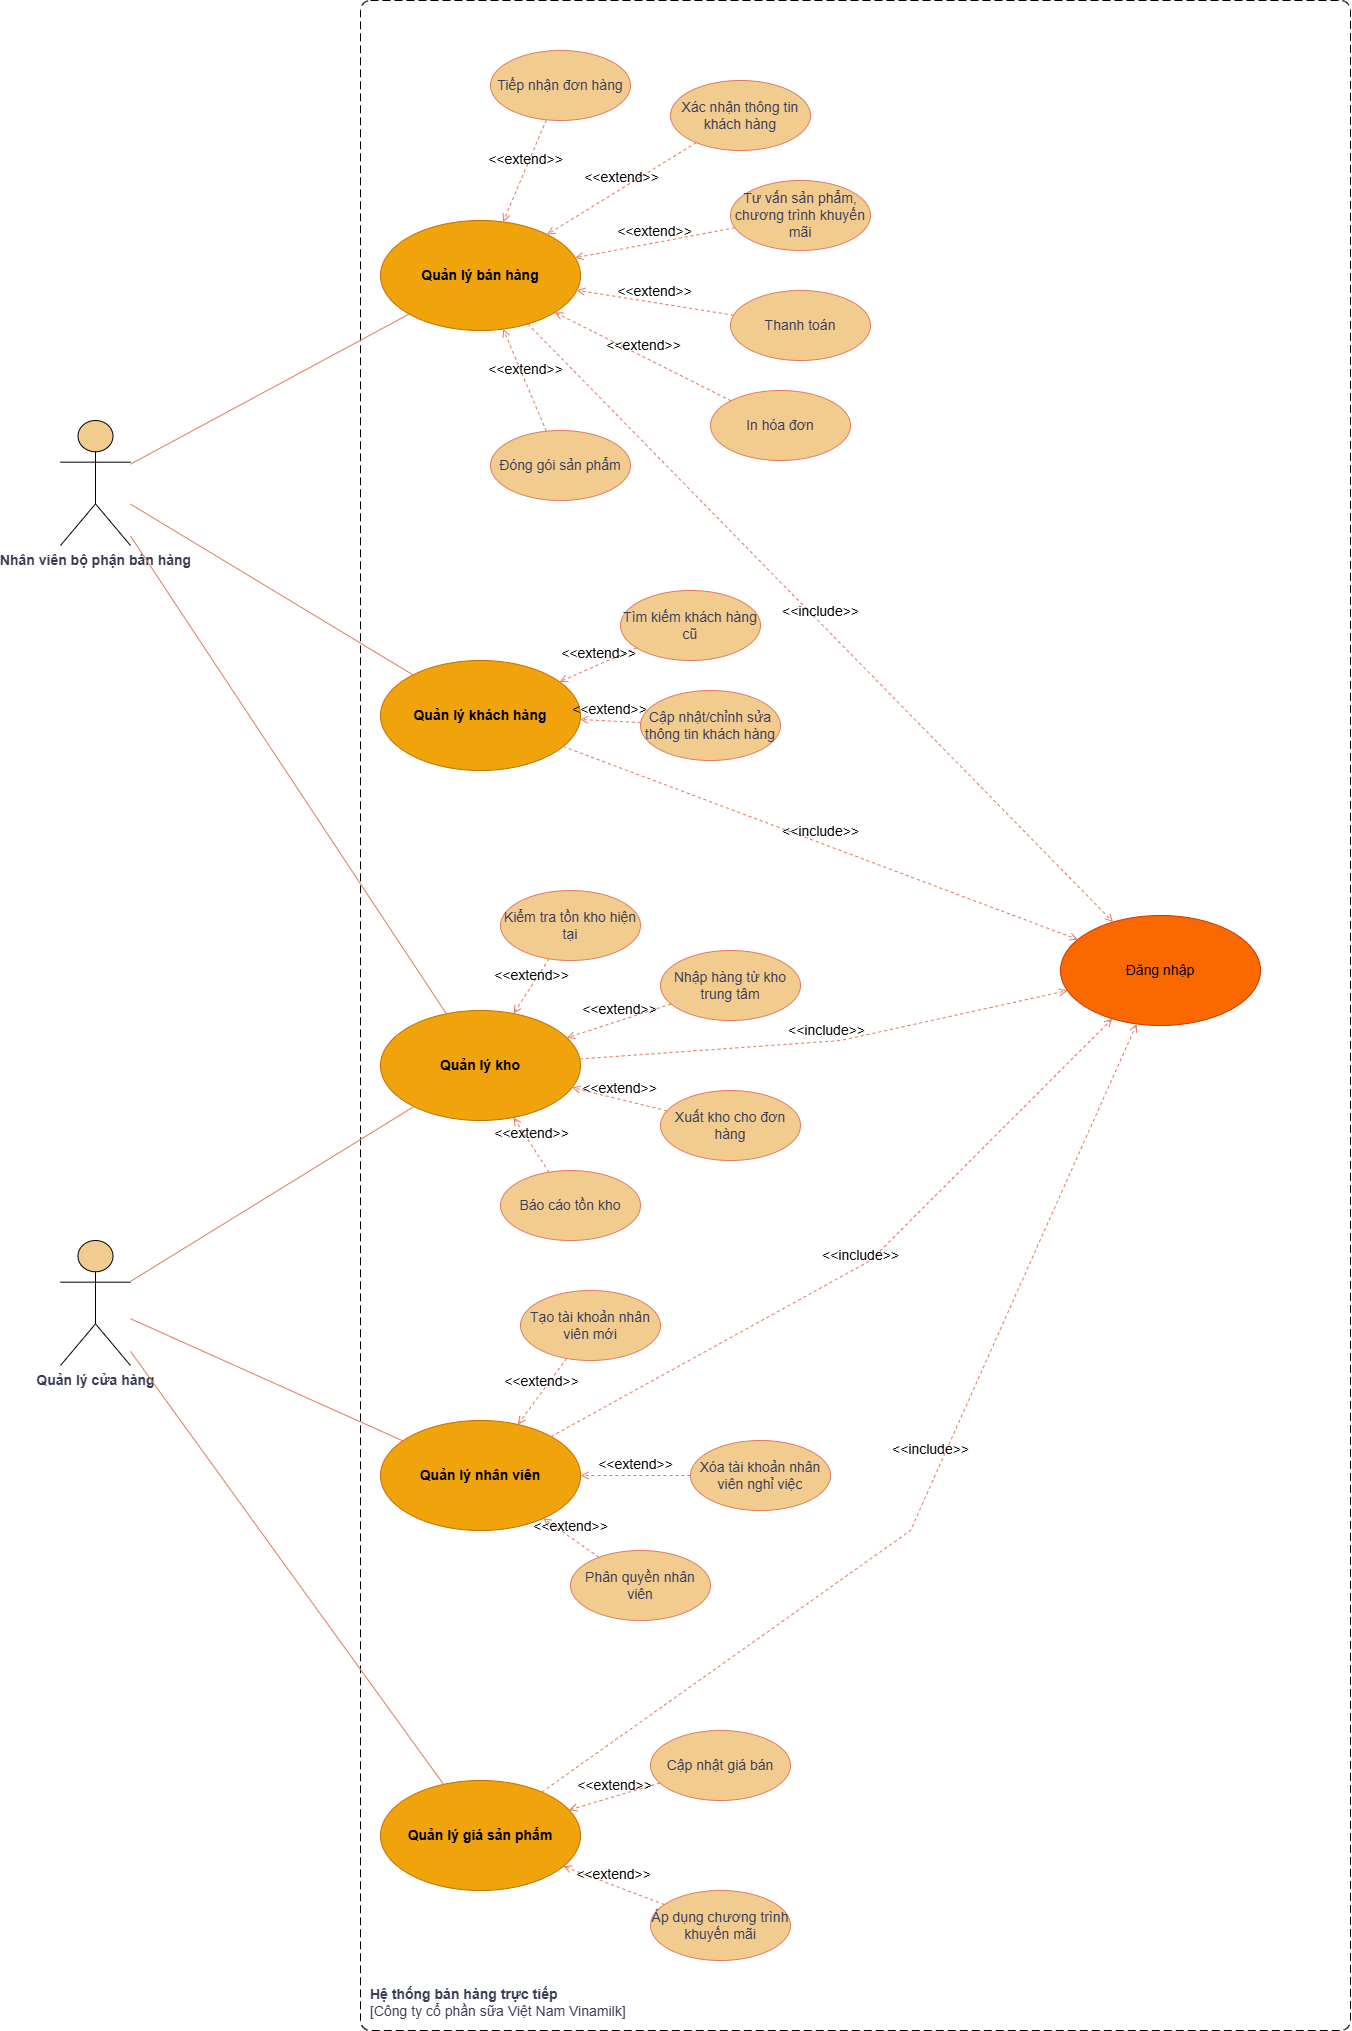 Tiếp nhận đơn hàng
Xác nhận thông tin
khách hàng
<<extend>>
<<extend>>
Tư vấn sản phẩm,
chương trình khuyến
mãi
<<extend>>
Quản lý bán hàng
<<extend>>
Thanh toán
<<extend>>
<<extend>>
In hóa đơn
Đóng gói sản phẩm
Nhân viên bộ phận bán hàng
<<include>>
Tìm kiếm khách hàng
cũ
<<extend>>
Quản lý khách hàng
<<extend>>
Cập nhật/chỉnh sửa
thông tin khách hàng
<<include>>
Kiểm tra tồn kho hiện
tại
<<extend>>
Nhập hàng từ kho
trung tâm
Đăng nhập
<<extend>>
<<include>>
Quản lý kho
<<extend>>
Xuất kho cho đơn
hàng
<<extend>>
Báo cáo tồn kho
<<include>>
Tạo tài khoản nhân
viên mới
Quản lý cửa hàng
<<extend>>
<<include>>
Quản lý nhân viên
<<extend>>
Xóa tài khoản nhân
viên nghỉ việc
<<extend>>
Phân quyền nhân
viên
Cập nhật giá bán
<<extend>>
Quản lý giá sản phẩm
<<extend>>
Áp dụng chương trình
khuyến mãi
Hệ thống bán hàng trực tiếp
[Công ty cổ phần sữa Việt Nam Vinamilk]